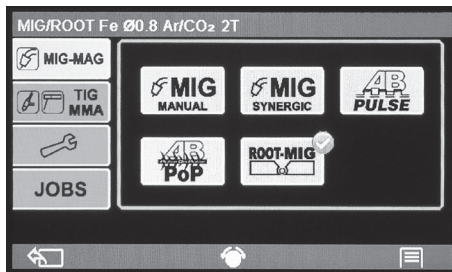 MIG/ROOT Fe Ø0.8 Ar/CO₂ 2T
MIG-MAG
TIG
MMA
JOBS
MIG
MANUAL
MIG
SYNERGIC
AB
PULSE
AB
PoP
ROOT-MIG